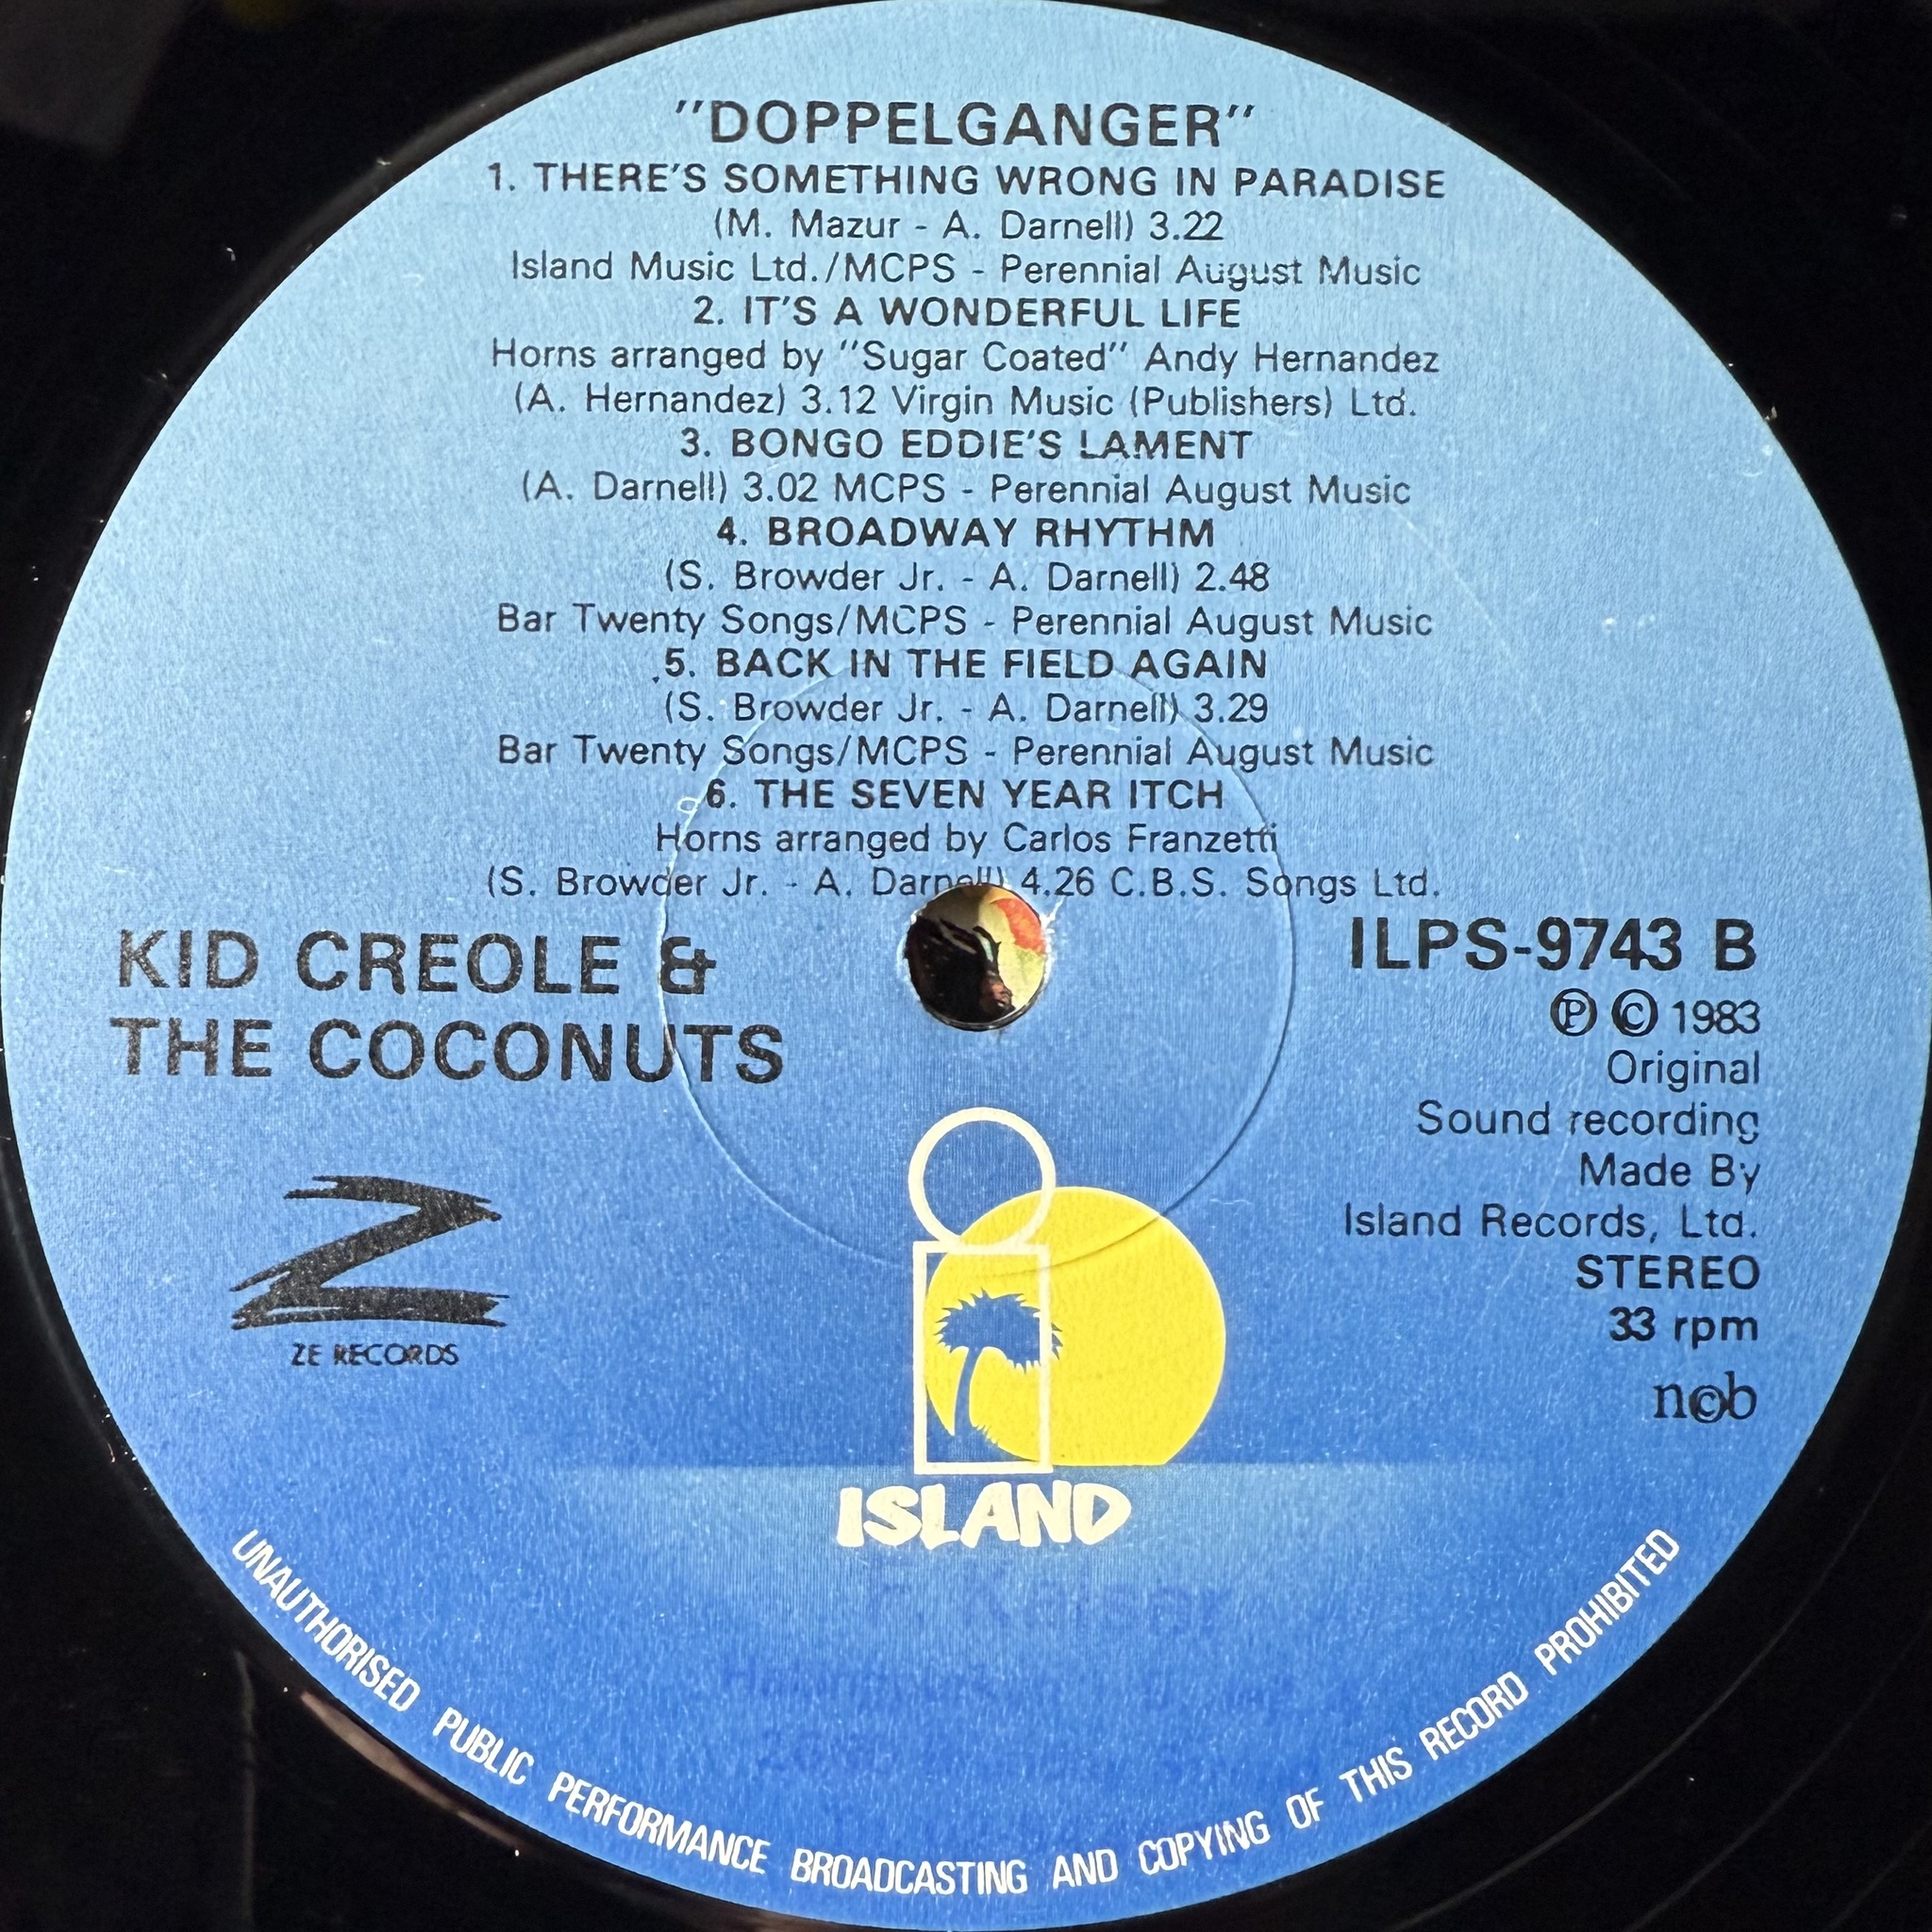 "DOPPELGANGER"
1. THERE'S SOMETHING WRONG IN PARADISE
(M. Mazur - A. Darnell) 3.22
Island Music Ltd./MCPS - Perennial August Music
2. IT'S A WONDERFUL LIFE
Horns arranged by "Sugar Coated" Andy Hernandez
(A. Hernandez) 3.12 Virgin Music (Publishers) Ltd.
3. BONGO EDDIE'S LAMENT
(A. Darnell) 3.02 MCPS - Perennial August Music
4. BROADWAY RHYTHM
(S. Browder Jr. - A. Darnell) 2.48
Bar Twenty Songs/MCPS - Perennial August Music
5. BACK IN THE FIELD AGAIN
(S. Browder Jr. - A. Darnell) 3.29
Bar Twenty Songs/MCPS - Perennial August Music
6. THE SEVEN YEAR ITCH
Horns arranged by Carlos Franzetti
(S. Browder Jr. - A. Darnell) 4.26 C.B.S. Songs Ltd.
KID CREOLE &
THE COCONUTS
Z
ZE RECORDS
ILPS-9743 B
Ⓟ © 1983
Original
Sound recording
Made By
Island Records, Ltd.
STEREO
33 rpm
n©b
ISLAND
UNAUTHORISED PUBLIC PERFORMANCE BROADCASTING AND COPYING OF THIS RECORD PROHIBITED